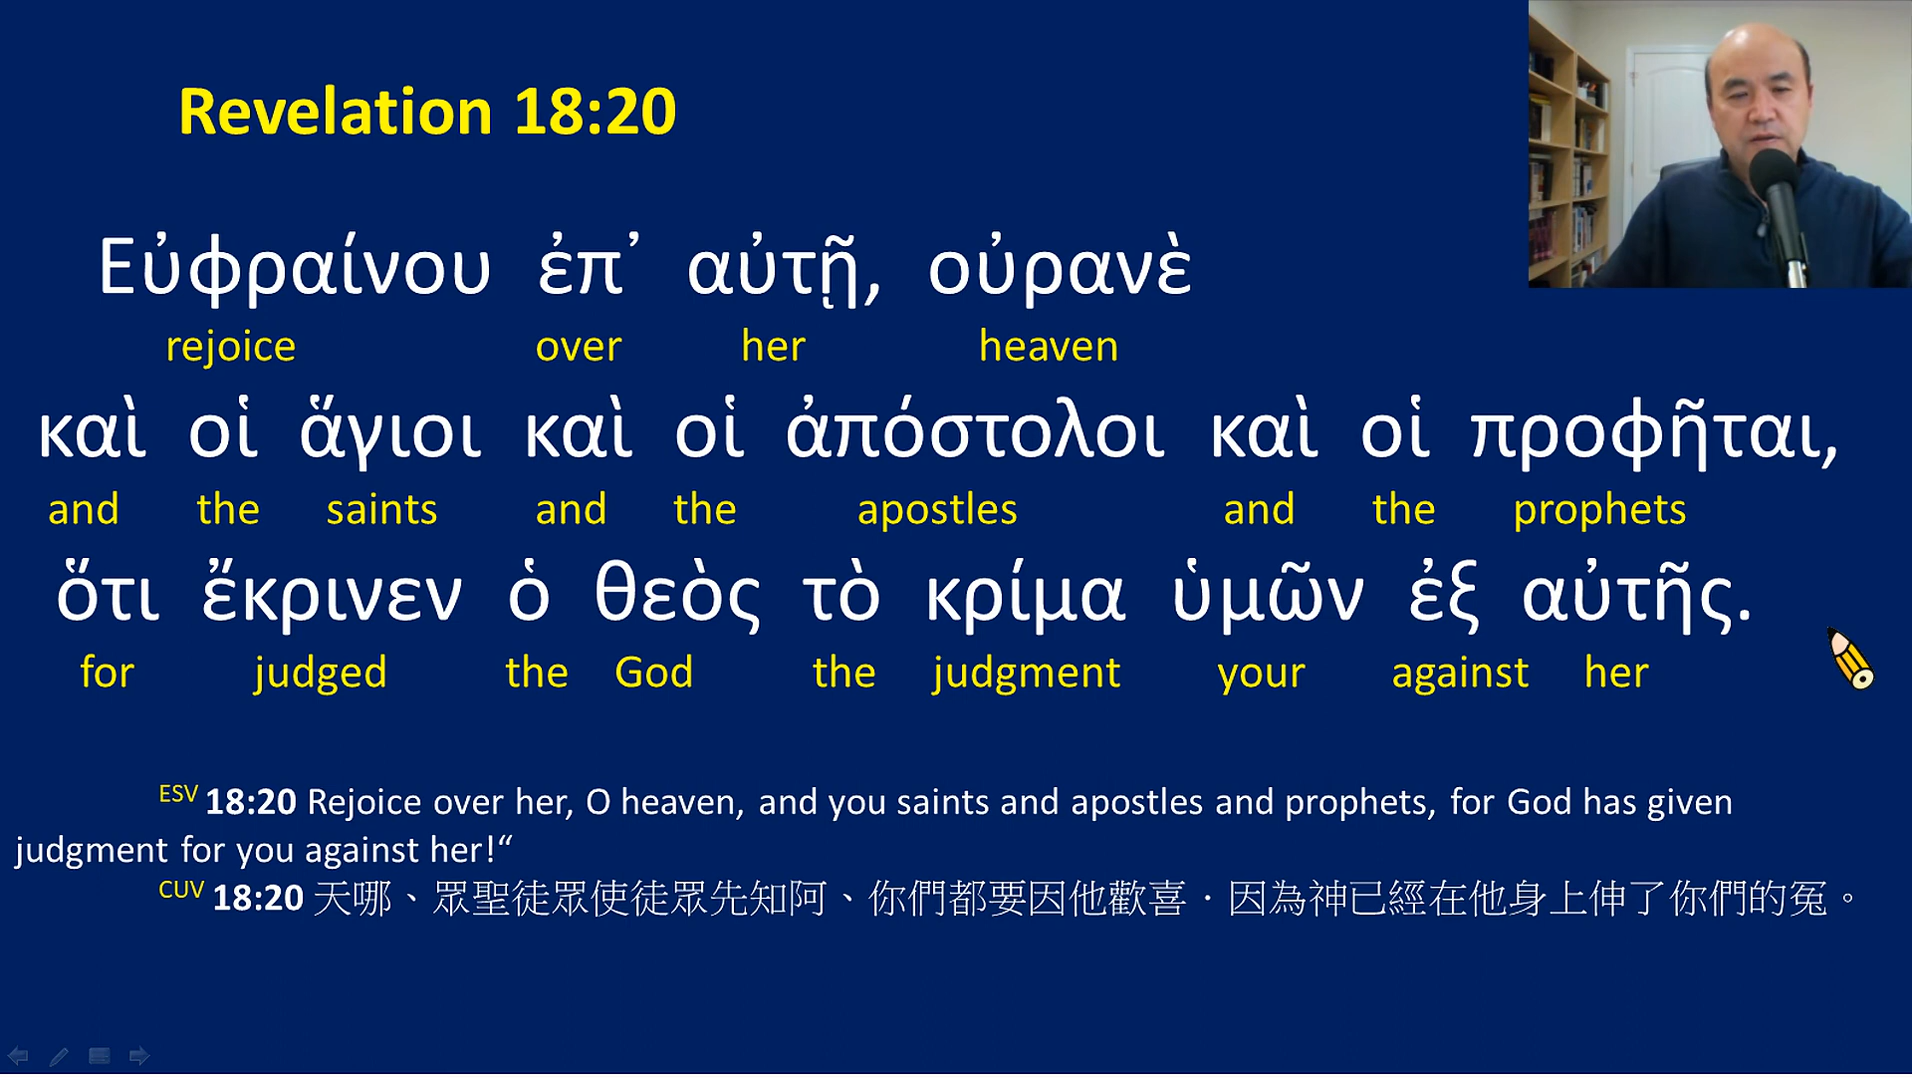 Revelation 18:20
Εὐφραίνου ἐπ᾽ αὐτῇ, οὐρανὲ
rejoice over her heaven
καὶ οἱ ἅγιοι καὶ οἱ ἀπόστολοι καὶ οἱ προφῆται,
and the saints and the apostles and the prophets
ὅτι ἔκρινεν ὁ θεὸς τὸ κρίμα ὑμῶν ἐξ αὐτῆς.
for judged the God the judgment your against her
ESV 18:20 Rejoice over her, O heaven, and you saints and apostles and prophets, for God has given
judgment for you against her!“
CUV 18:20 天哪、眾聖徒眾使徒眾先知阿、你們都要因他歡喜．因為神已經在他身上伸了你們的冤。